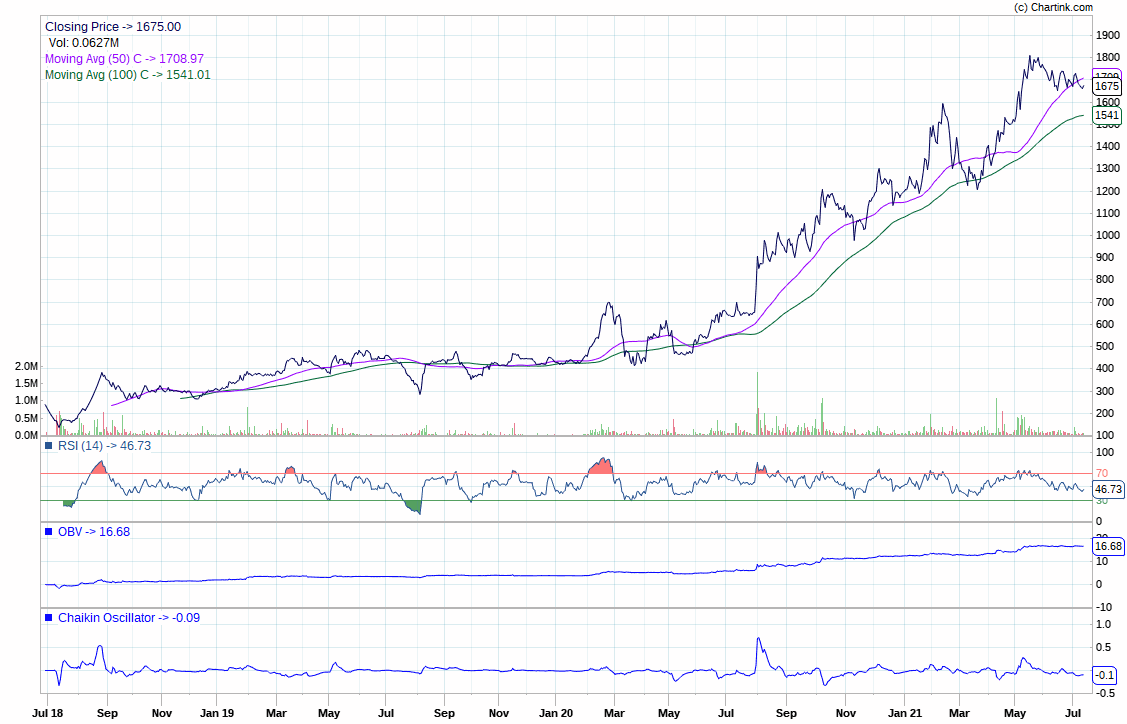 (c) Chartink.com
Closing Price -> 1675.00
Vol: 0.0627M
Moving Avg (50) C -> 1708.97
Moving Avg (100) C -> 1541.01
1900
1800
1709
1675
1600
1541
1500
1400
1300
1200
1100
1000
900
800
700
600
500
400
300
200
100
2.0M
1.5M
1.0M
0.5M
0.0M
RSI (14) -> 46.73
100
70
46.73
30
0
OBV -> 16.68
20
16.68
10
0
-10
Chaikin Oscillator -> -0.09
1.0
0.5
-0.1
-0.5
Jul 18 Sep Nov Jan 19 Mar May Jul Sep Nov Jan 20 Mar May Jul Sep Nov Jan 21 Mar May Jul